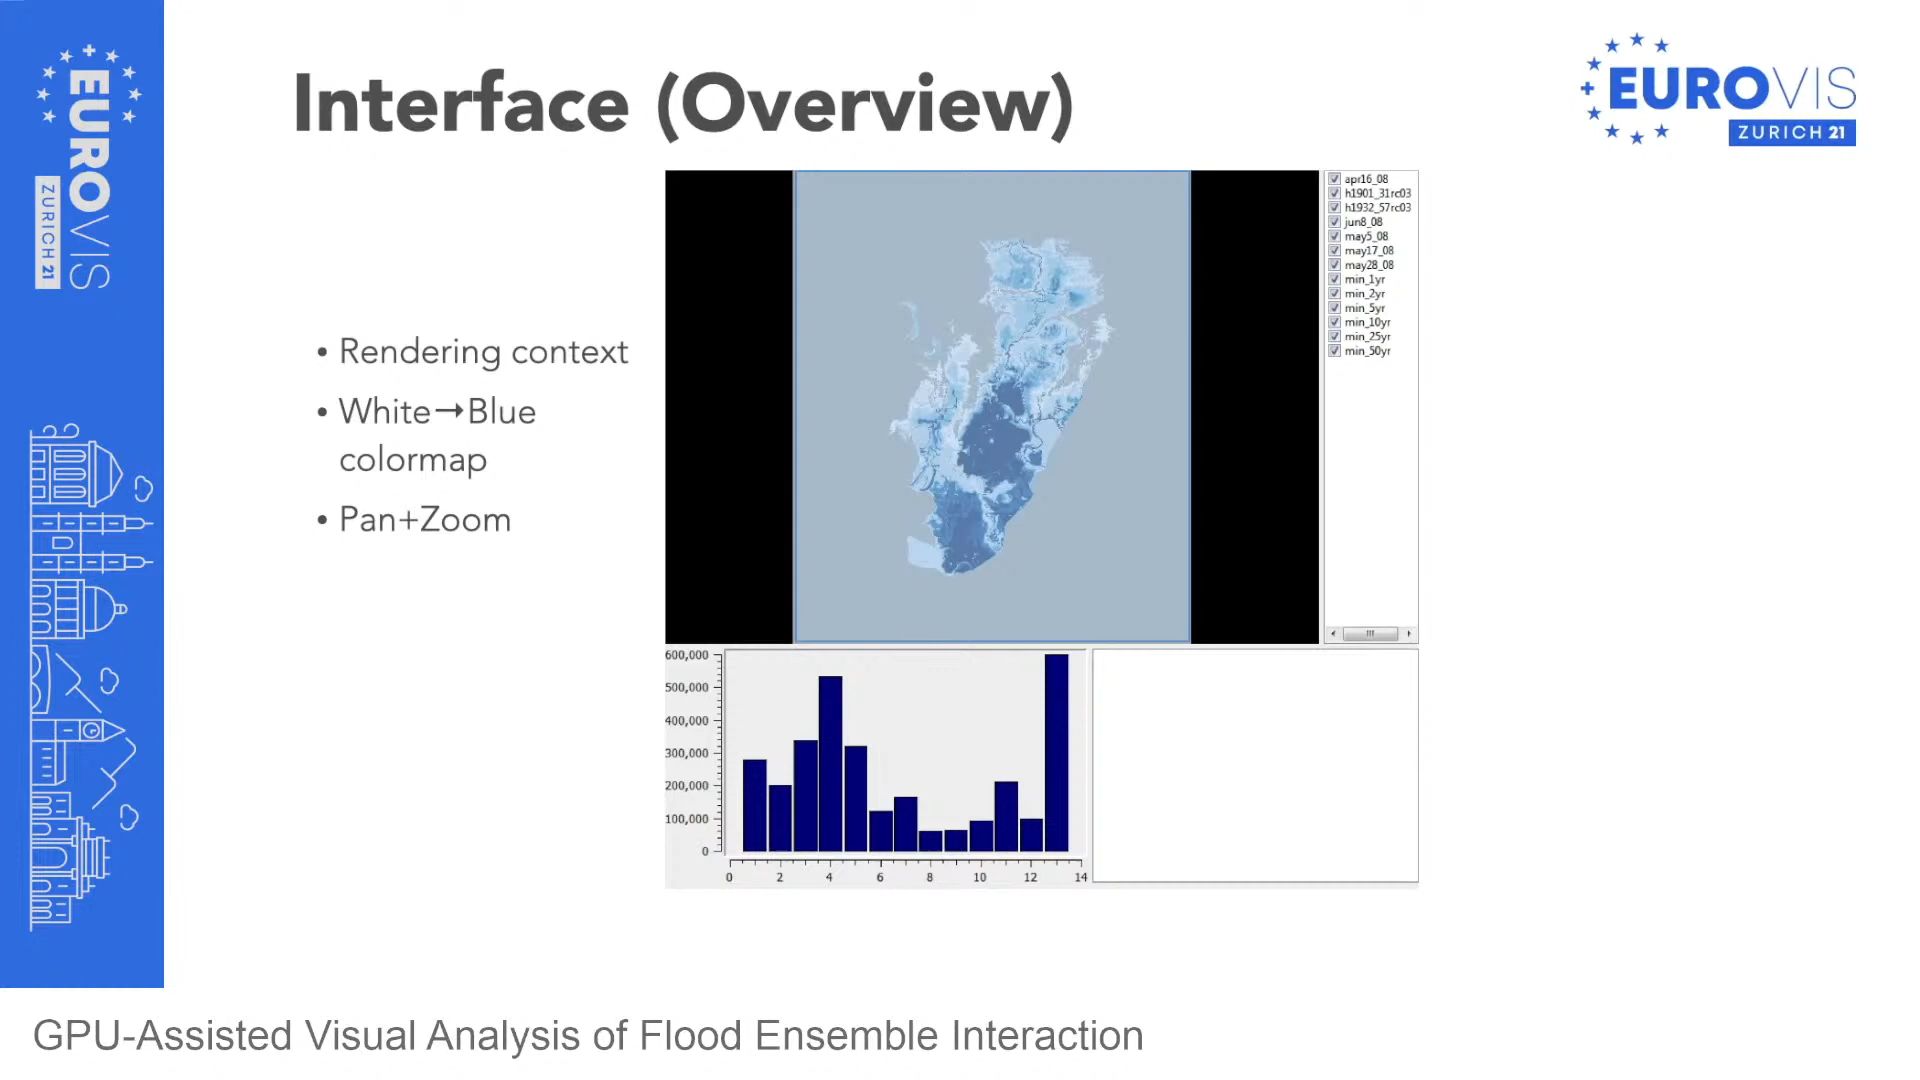 EUROVIS
ZURICH 21
Interface (Overview)
EUROVIS
ZURICH 21
• Rendering context
• White→Blue
colormap
• Pan+Zoom
apr16_08
h1901_31rc03
h1932_57rc03
jun8_08
may5_08
may17_08
may28_08
min_1yr
min_2yr
min_5yr
min_10yr
min_25yr
min_50yr
600,000
500,000
400,000
300,000
200,000
100,000
0
0 2 4 6 8 10 12 14
GPU-Assisted Visual Analysis of Flood Ensemble Interaction